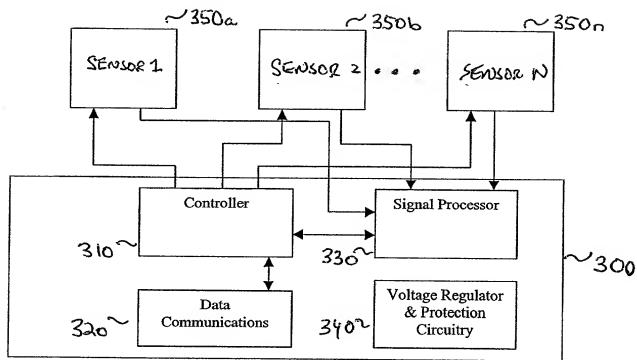 350a
350b
350n
SENSOR 1
SENSOR 2
SENSOR N
Controller
Signal Processor
310
330
300
Data
Communications
Voltage Regulator
& Protection
Circuitry
320
340